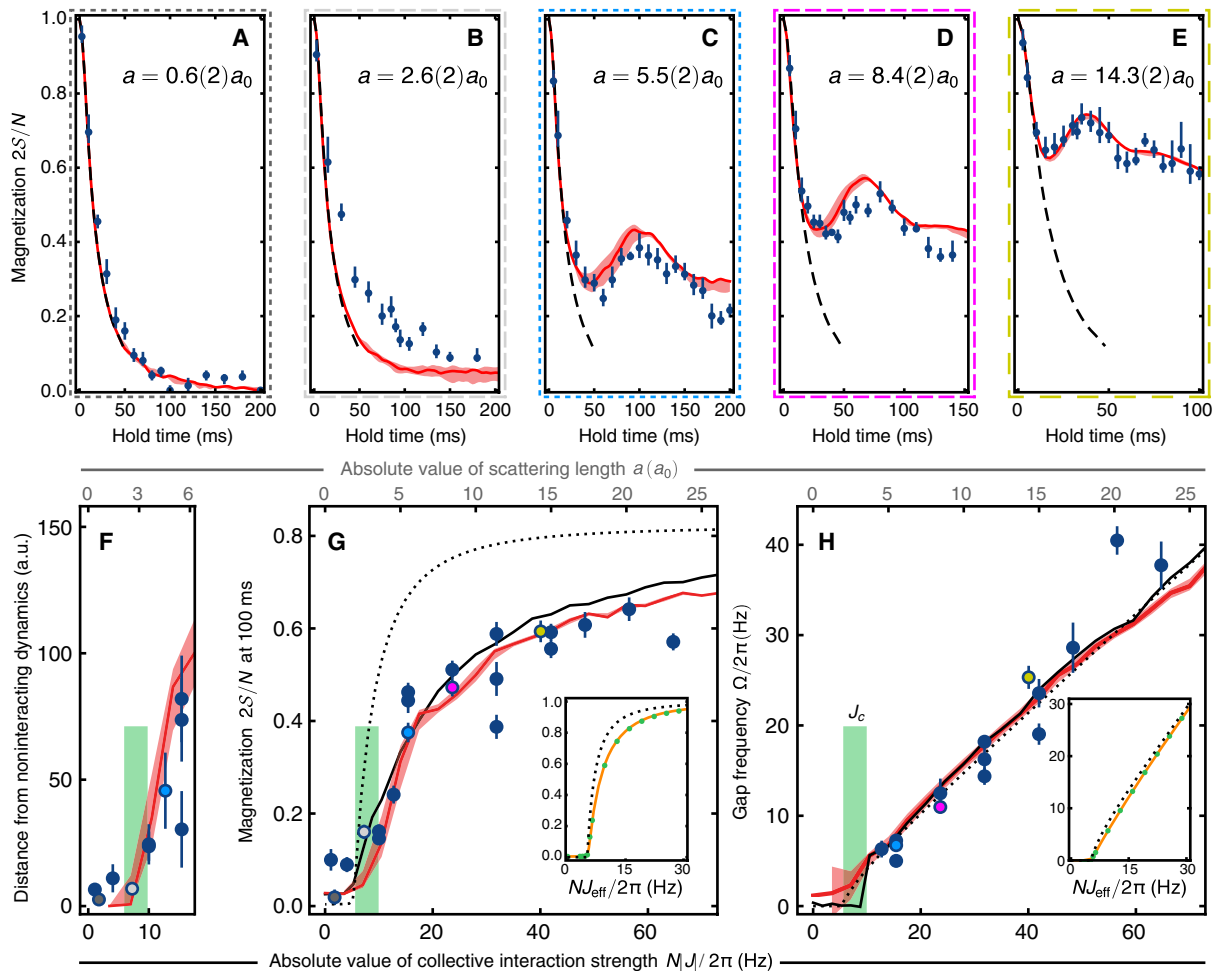 A
B
C
D
E
a = 0.6(2)a₀
a = 2.6(2)a₀
a = 5.5(2)a₀
a = 8.4(2)a₀
a = 14.3(2)a₀
Magnetization 2𝒮/N
1.0
0.8
0.6
0.4
0.2
0.0
0 50 100 150 200
0 50 100 150 200
0 50 100 150 200
0 50 100 150
0 50 100
Hold time (ms)
Hold time (ms)
Hold time (ms)
Hold time (ms)
Hold time (ms)
Absolute value of scattering length a (a₀)
0 3 6
0 5 10 15 20 25
0 5 10 15 20 25
F
Distance from noninteracting dynamics (a.u.)
150
100
50
0
0 10
G
Magnetization 2𝒮/N at 100 ms
0.8
0.6
0.4
0.2
0.0
0 20 40 60
1.0
0.8
0.6
0.4
0.2
0.0
0 15 30
NJeff/2π (Hz)
H
Gap frequency Ω/2π (Hz)
40
30
20
10
0
0 20 40 60
Jc
30
20
10
0
0 15 30
NJeff/2π (Hz)
Absolute value of collective interaction strength N|J|/2π (Hz)